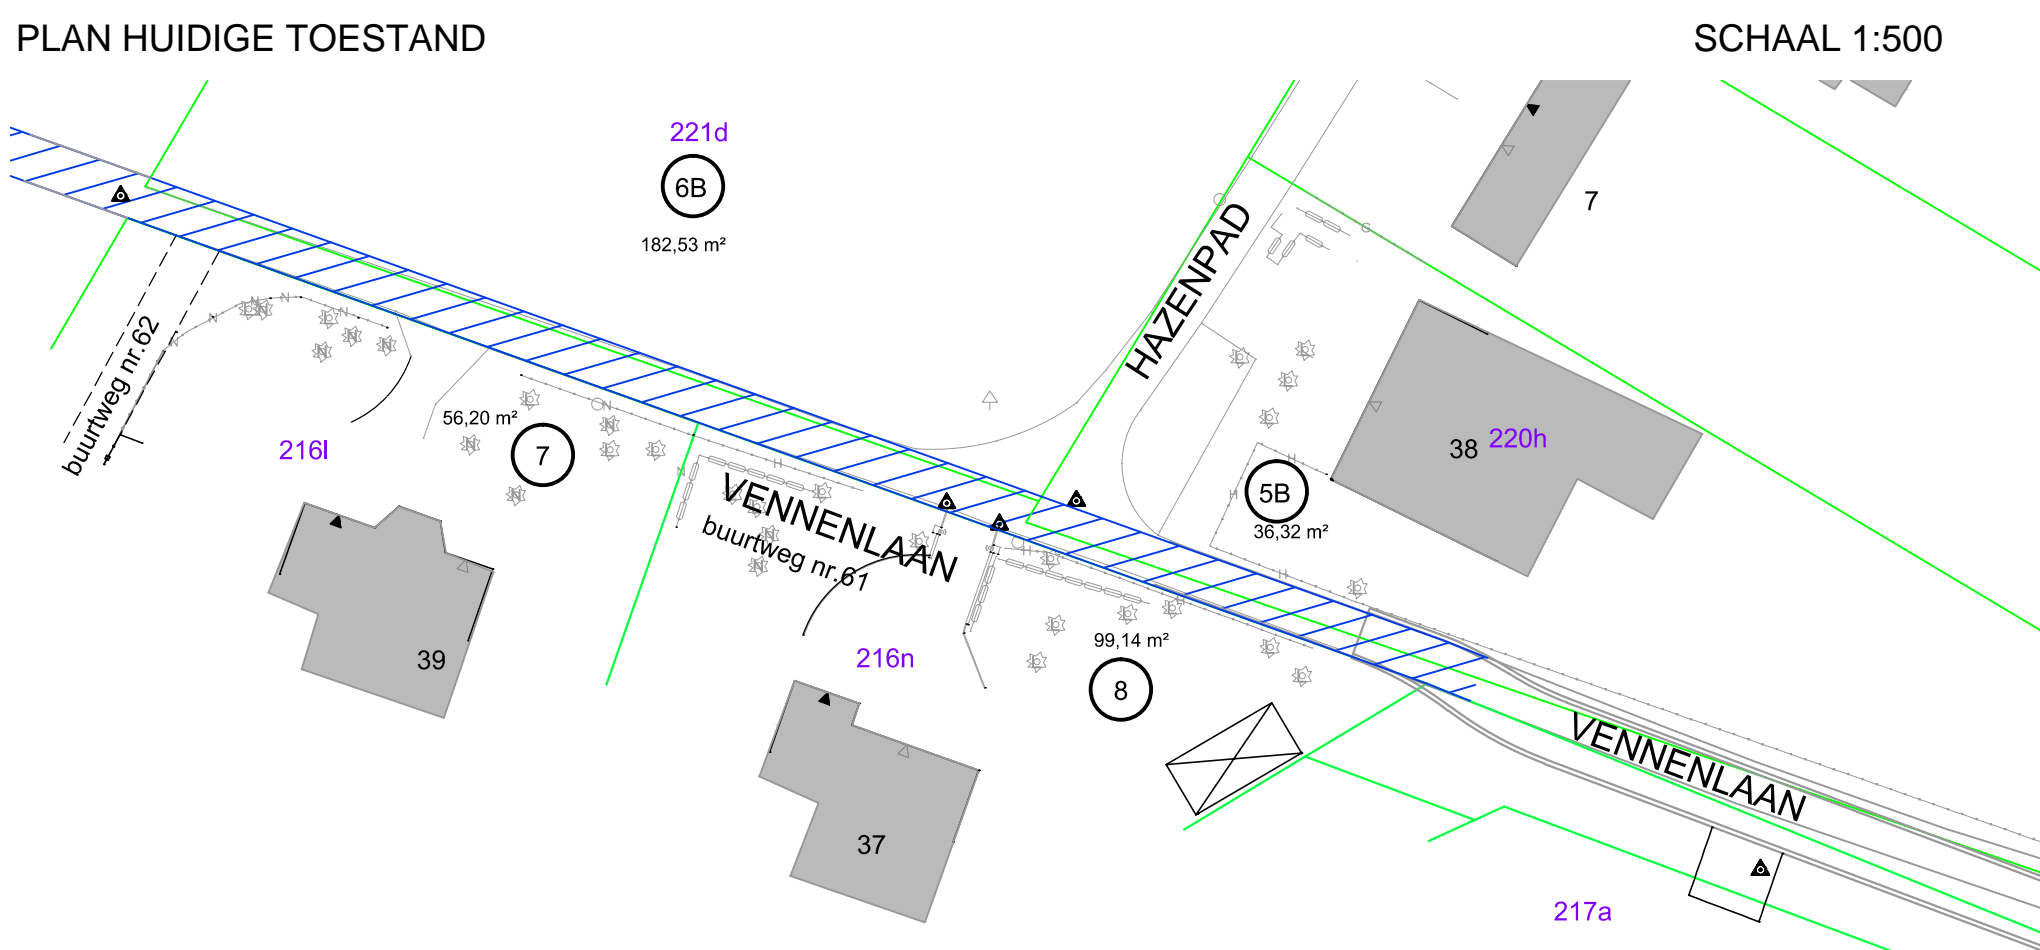 PLAN HUIDIGE TOESTAND
SCHAAL 1:500
221d
6B
182,53 m²
HAZENPAD
7
buurtweg nr.62
216l
56,20 m²
7
VENNENLAAN
buurtweg nr.61
38
220h
5B
36,32 m²
39
216n
99,14 m²
8
37
VENNENLAAN
217a